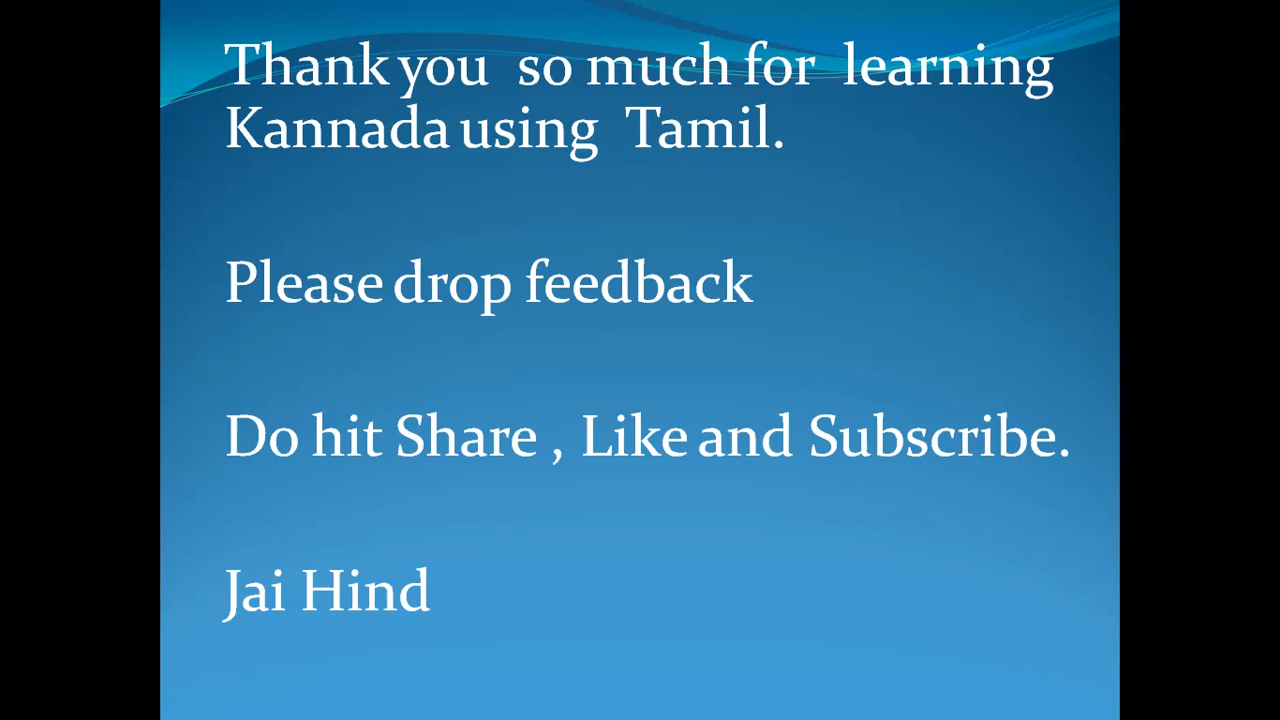 Thank you so much for learning
Kannada using Tamil.
Please drop feedback
Do hit Share , Like and Subscribe.
Jai Hind